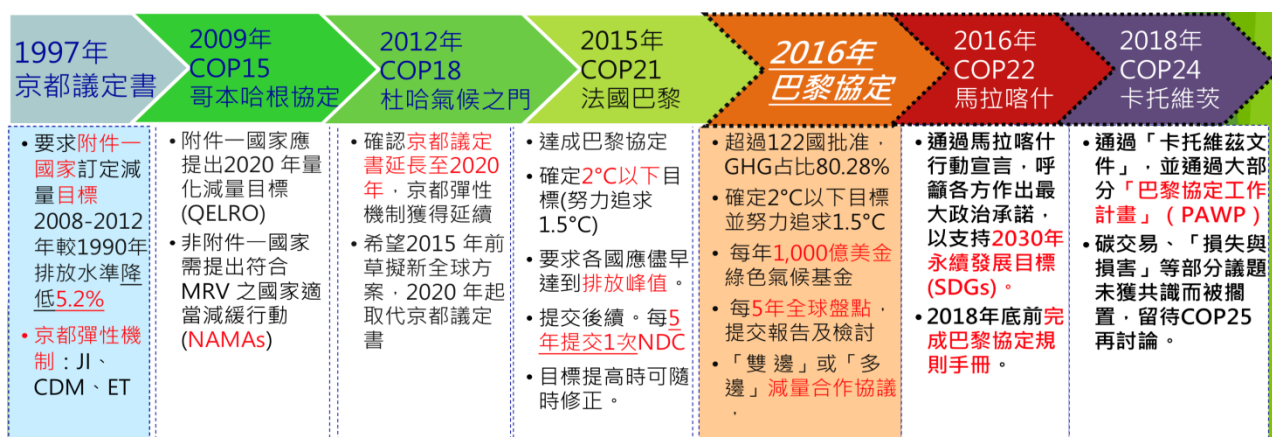 1997年
京都議定書
• 要求附件一
國家訂定減
量目標
2008-2012
年較1990年
排放水準降
低5.2%
• 京都彈性機
制：JI、
CDM、ET
2009年
COP15
哥本哈根協定
• 附件一國家應
提出2020 年量
化減量目標
(QELRO)
• 非附件一國家
需提出符合
MRV 之國家適
當減緩行動
(NAMAs)
2012年
COP18
杜哈氣候之門
• 確認京都議定
書延長至2020
年，京都彈性
機制獲得延續
• 希望2015 年前
草擬新全球方
案，2020 年起
取代京都議定
書
2015年
COP21
法國巴黎
• 達成巴黎協定
• 確定2°C以下目
標(努力追求
1.5°C)
• 要求各國應儘早
達到排放峰值。
• 提交後續。每5
年提交1次NDC
• 目標提高時可隨
時修正。
2016年
巴黎協定
• 超過122國批准，
GHG占比80.28%
• 確定2°C以下目標
並努力追求1.5°C
• 每年1,000億美金
綠色氣候基金
• 每5年全球盤點，
提交報告及檢討
• 「雙邊」或「多
邊」減量合作協議
．
2016年
COP22
馬拉喀什
• 通過馬拉喀什
行動宣言，呼
籲各方作出最
大政治承諾，
以支持2030年
永續發展目標
(SDGs)。
• 2018年底前完
成巴黎協定規
則手冊。
2018年
COP24
卡托維茨
• 通過「卡托維茲文
件」，並通過大部
分「巴黎協定工作
計畫」（PAWP）
• 碳交易、「損失與
損害」等部分議題
未獲共識而被擱
置，留待COP25
再討論。